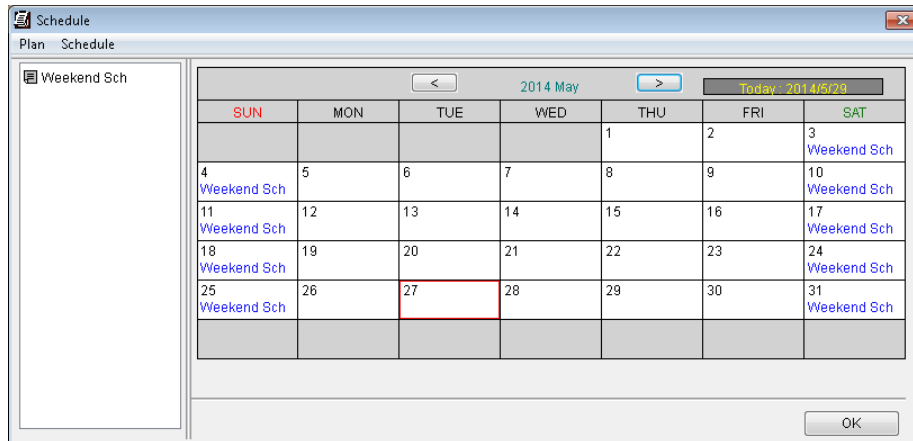 Schedule
Plan Schedule
Weekend Sch
< 2014 May > Today : 2014/5/29
SUN MON TUE WED THU FRI SAT
1 2 3
Weekend Sch
4 5 6 7 8 9 10
Weekend Sch Weekend Sch
11 12 13 14 15 16 17
Weekend Sch Weekend Sch
18 19 20 21 22 23 24
Weekend Sch Weekend Sch
25 26 27 28 29 30 31
Weekend Sch Weekend Sch
OK